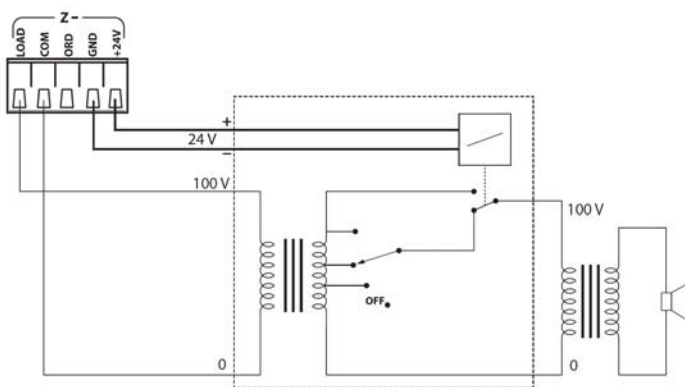 Z -
LOAD
COM
ORD
GND
+24V
+
24 V
−
100 V
100 V
OFF
0
0